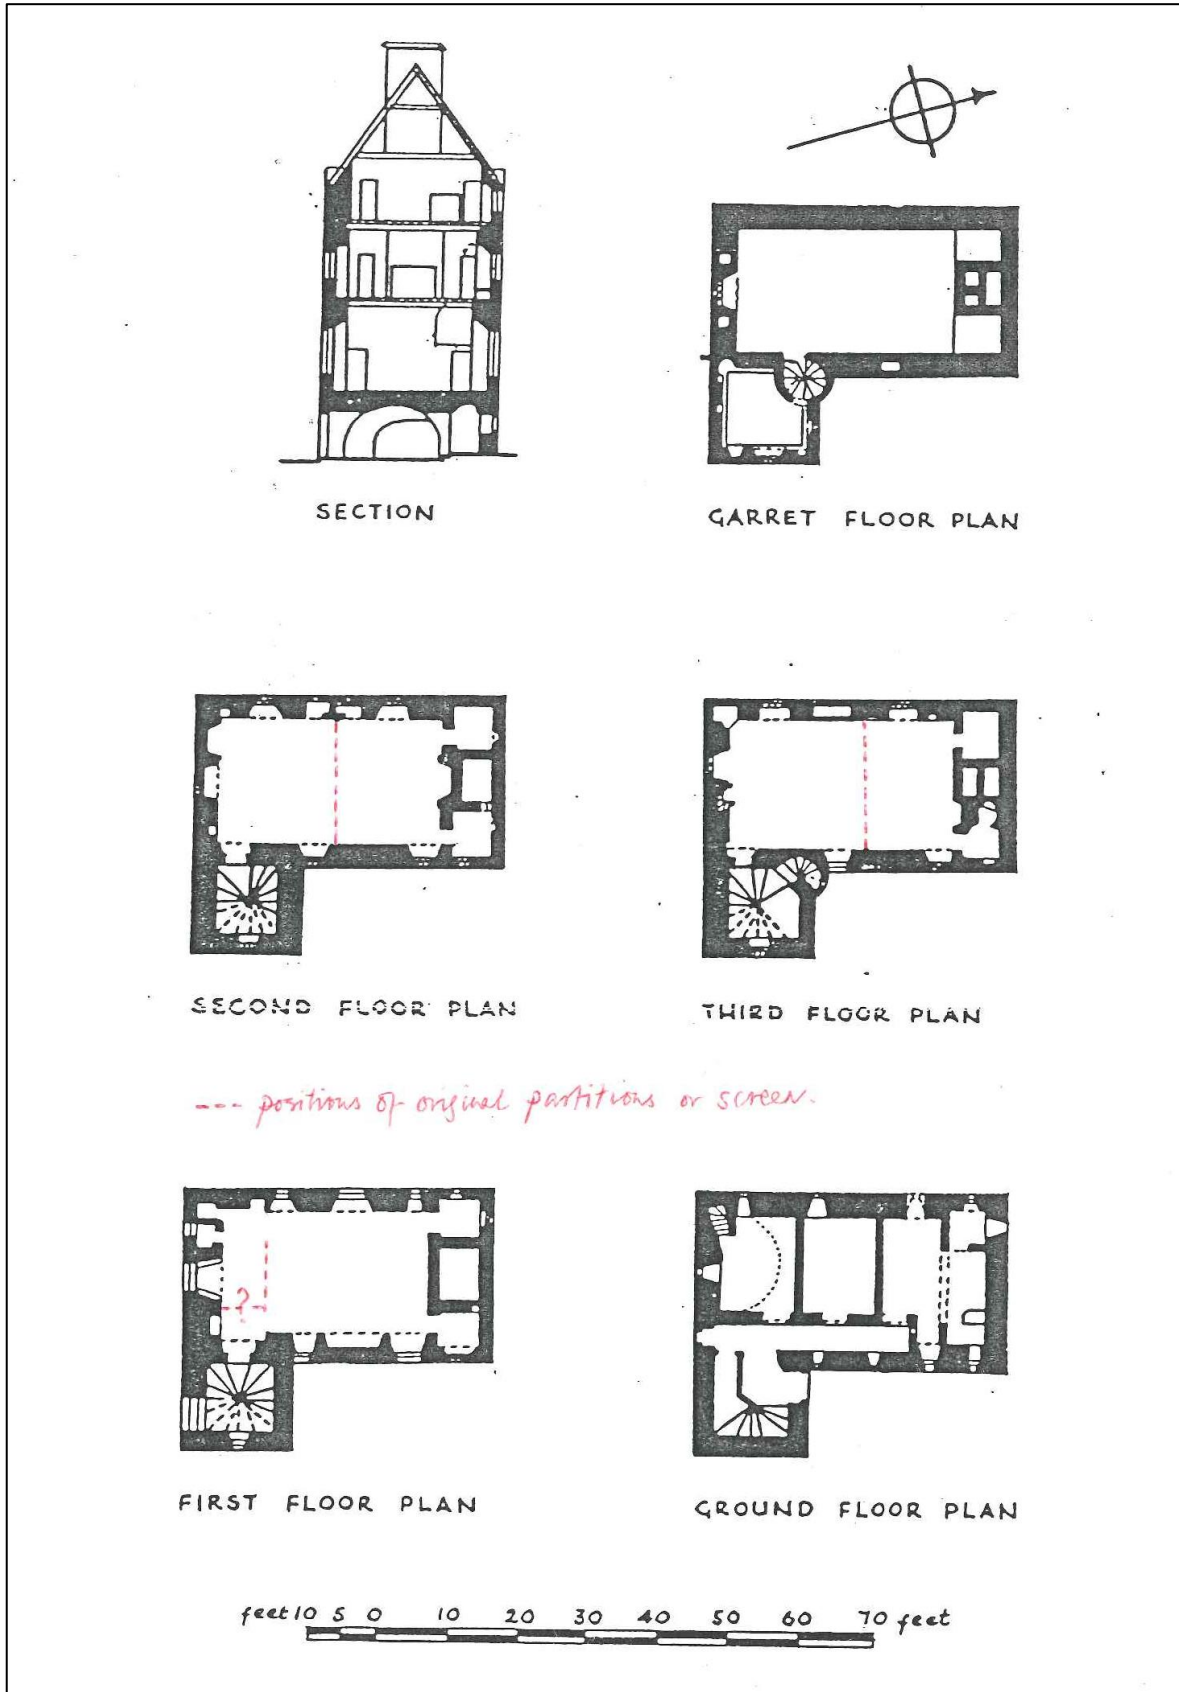 SECTION
GARRET FLOOR PLAN
SECOND FLOOR PLAN
THIRD FLOOR PLAN
--- positions of original partitions or screen.
?
FIRST FLOOR PLAN
GROUND FLOOR PLAN
feet 10 5 0 10 20 30 40 50 60 70 feet